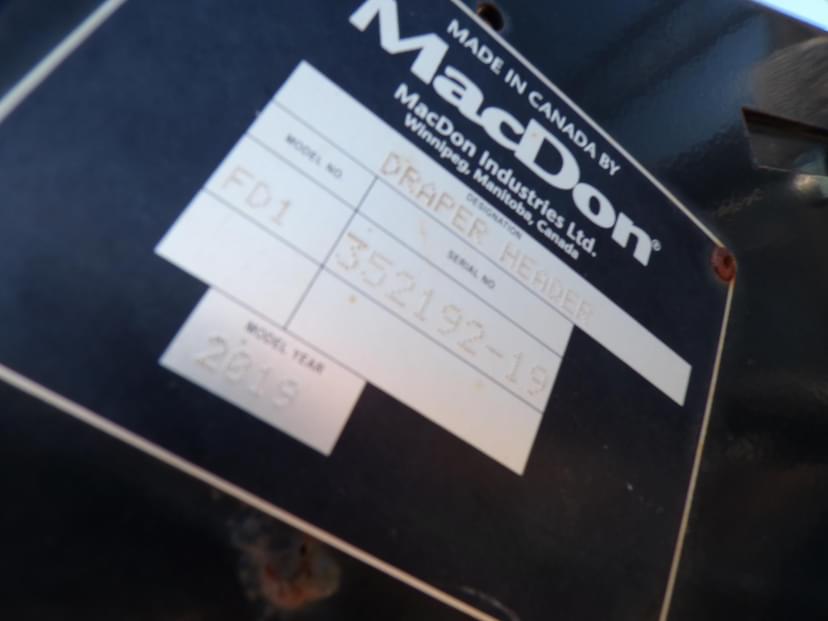 MADE IN CANADA BY
MacDon®
MacDon Industries Ltd.
Winnipeg, Manitoba, Canada
DESIGNATION
DRAPER HEADER
MODEL NO
FD1
SERIAL NO
352192-19
MODEL YEAR
2019